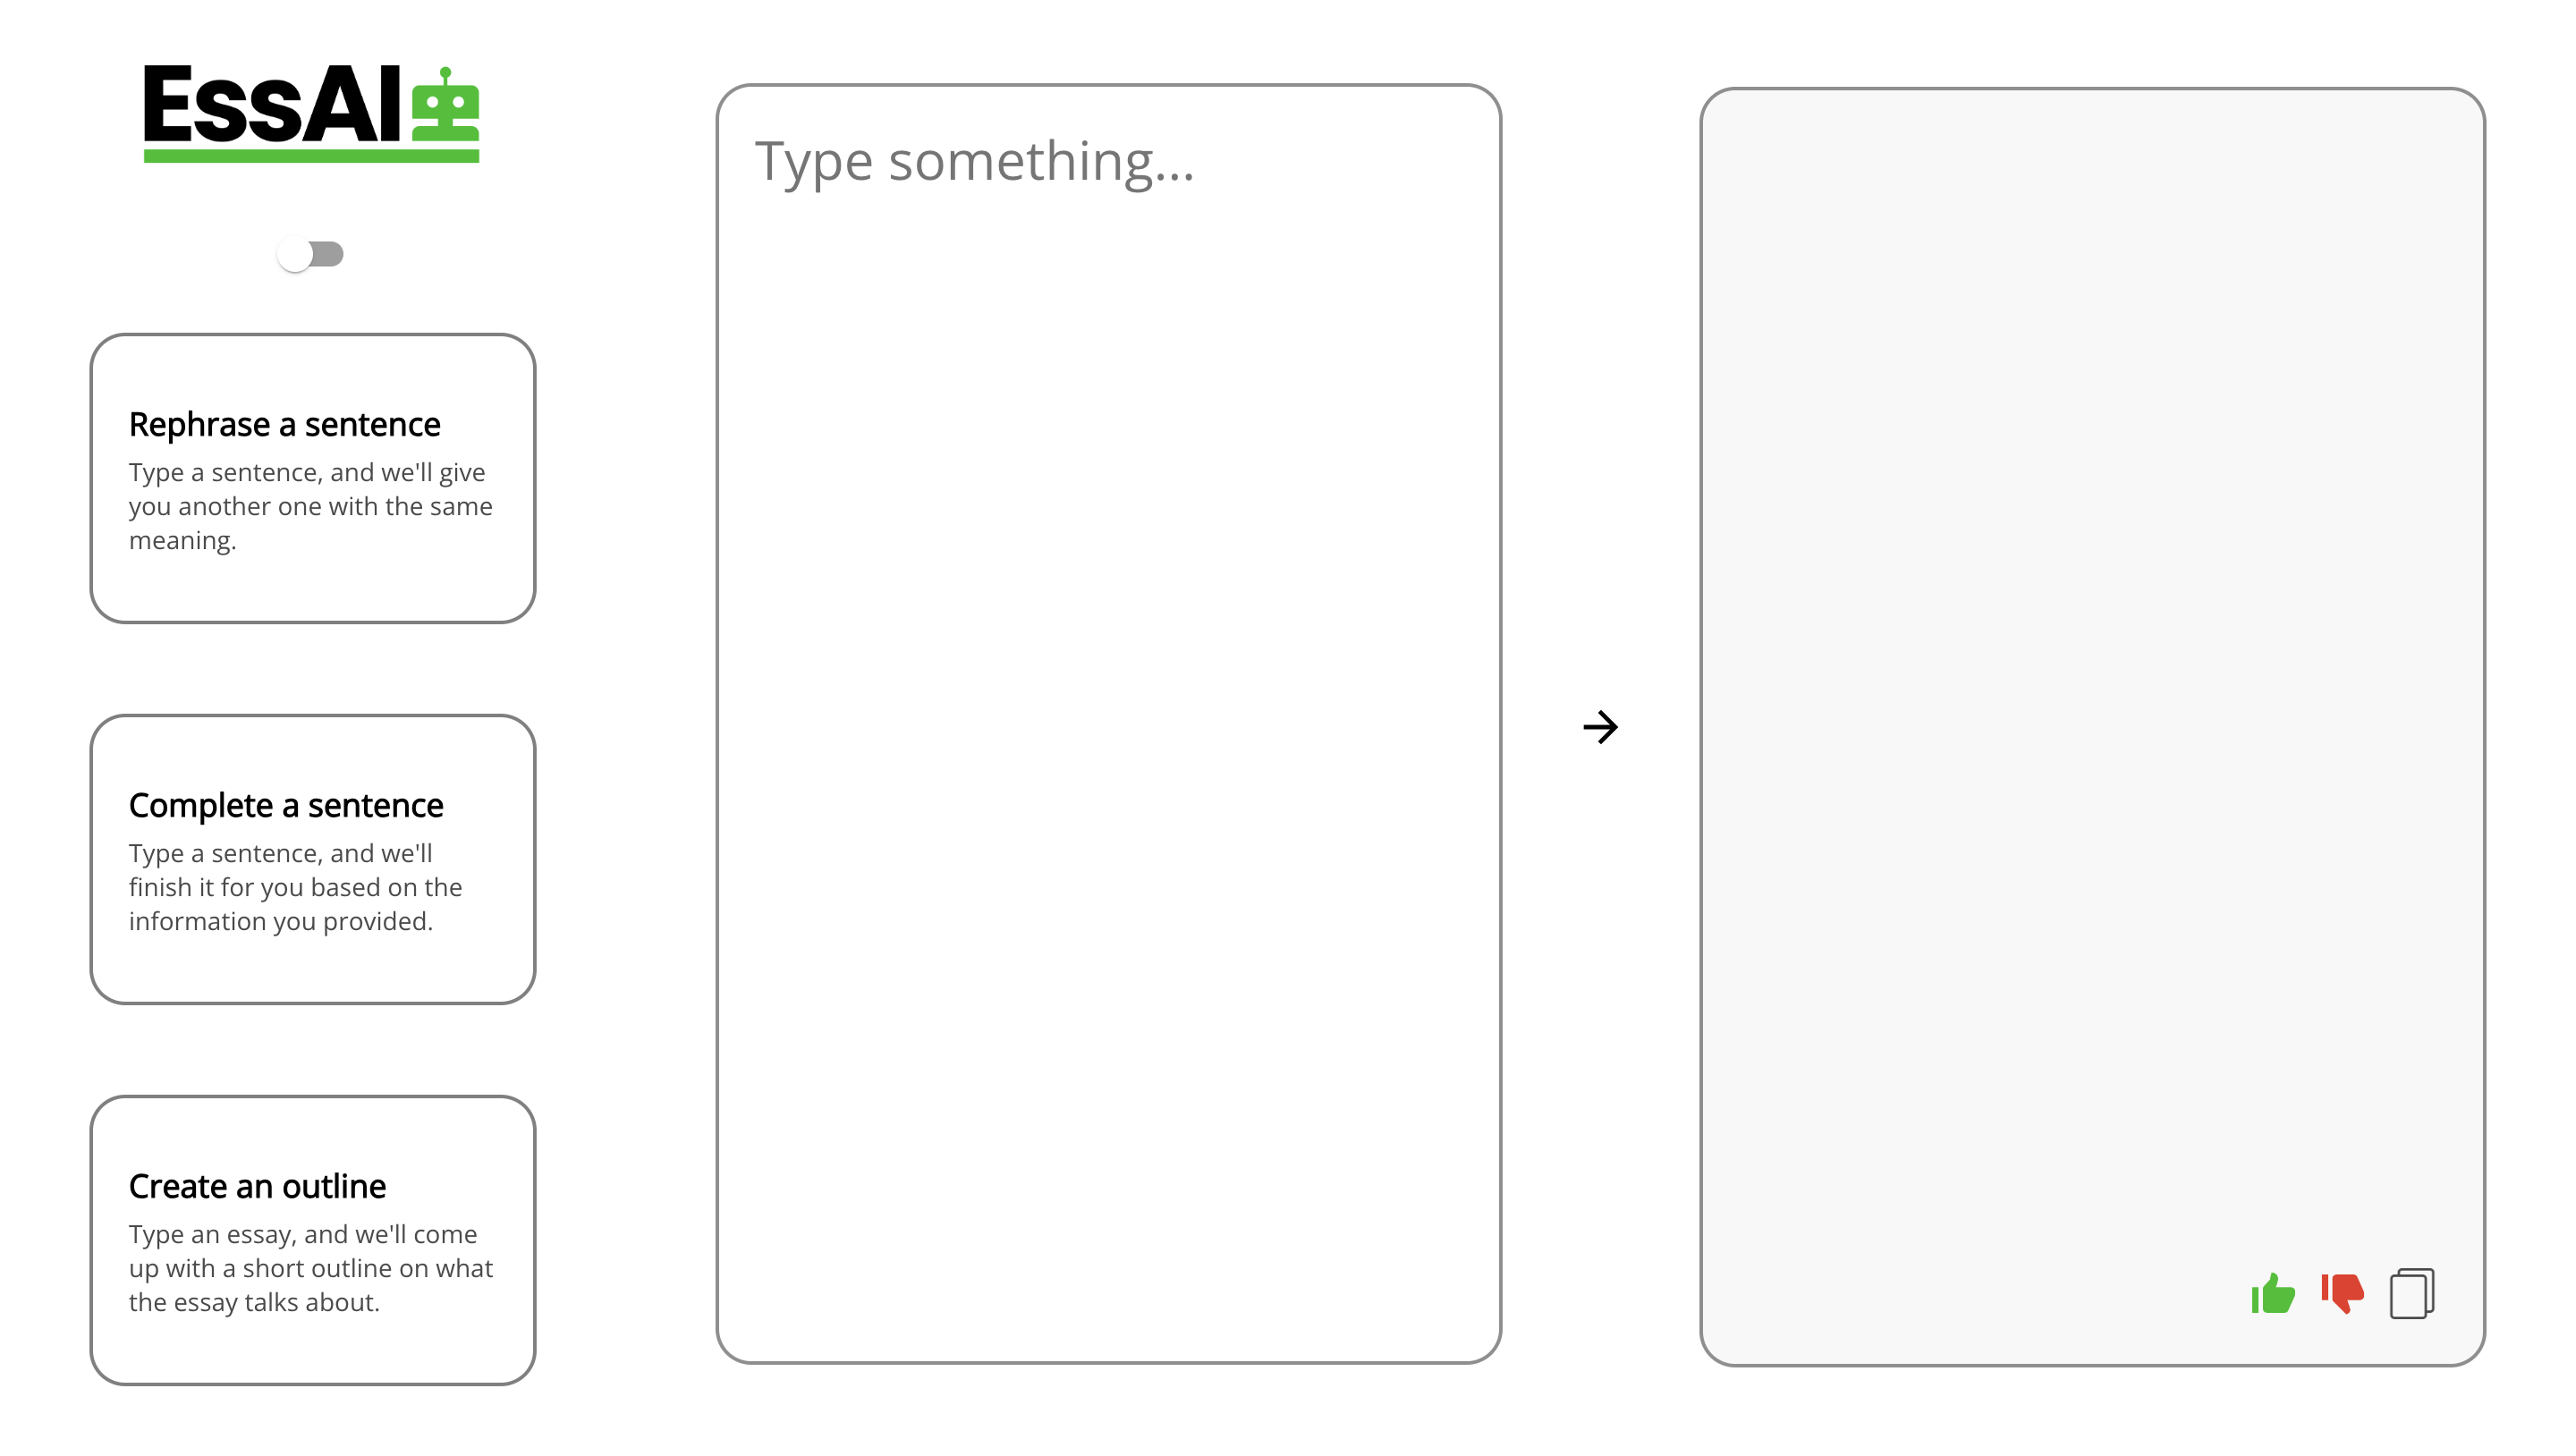 EssAI
Type something...
Rephrase a sentence
Type a sentence, and we'll give
you another one with the same
meaning.
Complete a sentence
Type a sentence, and we'll
finish it for you based on the
information you provided.
Create an outline
Type an essay, and we'll come
up with a short outline on what
the essay talks about.